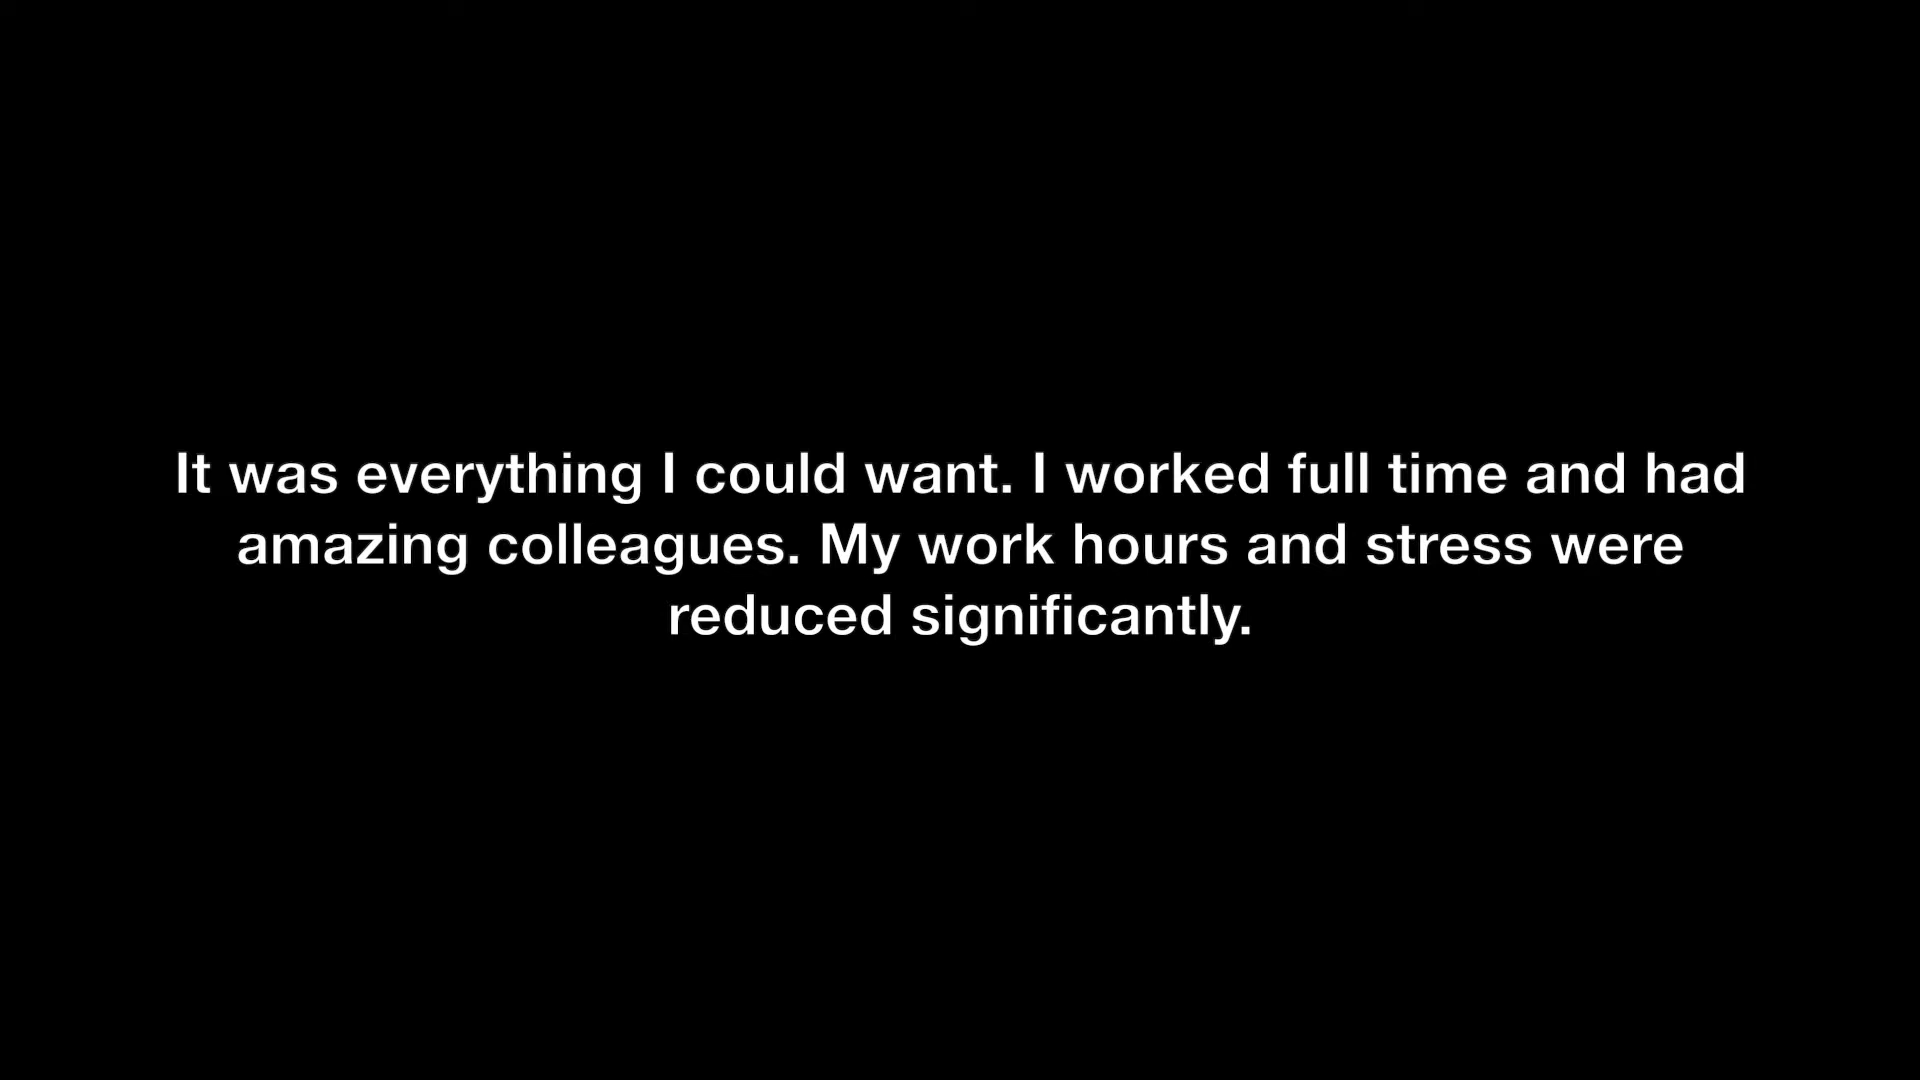 It was everything I could want. I worked full time and had
amazing colleagues. My work hours and stress were
reduced significantly.